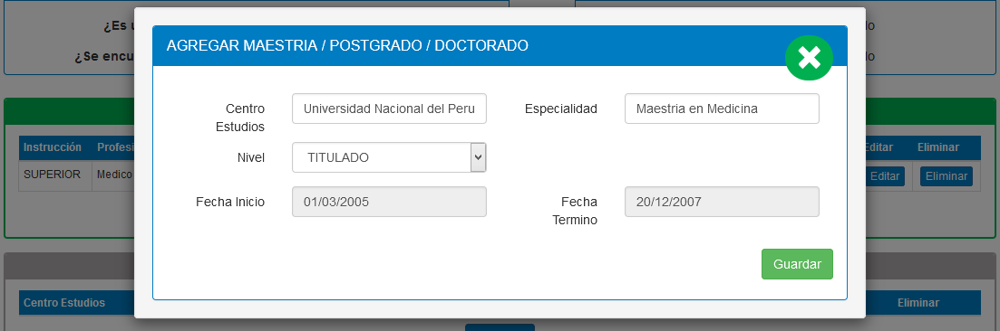 ¿Es
lo
AGREGAR MAESTRIA / POSTGRADO / DOCTORADO
¿Se encu
lo
Centro Estudios
Universidad Nacional del Peru
Especialidad
Maestria en Medicina
Instrucción
Profesi
Editar
Eliminar
Nivel
TITULADO
SUPERIOR
Medico
Editar
Eliminar
Fecha Inicio
01/03/2005
Fecha Termino
20/12/2007
Guardar
Centro Estudios
Eliminar